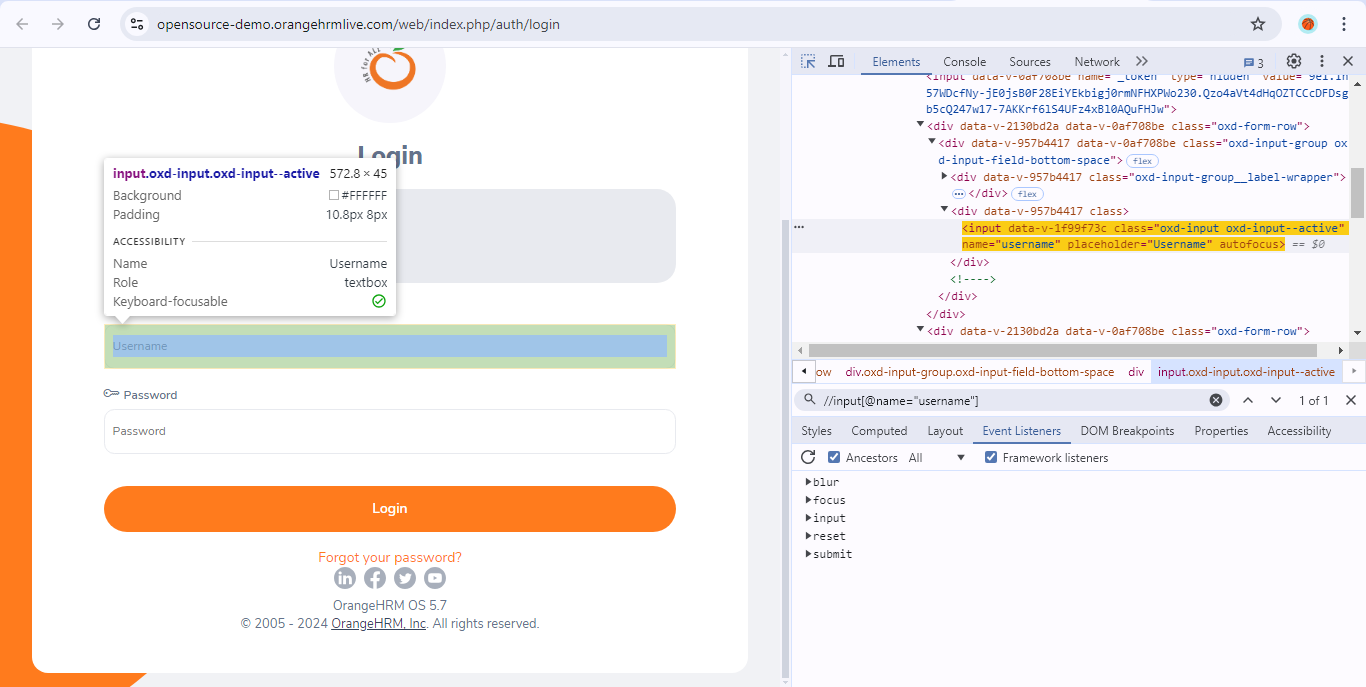 opensource-demo.orangehrmlive.com/web/index.php/auth/login
HR for ALL
Login
input.oxd-input.oxd-input--active 572.8 × 45
Background #FFFFFF
Padding 10.8px 8px
ACCESSIBILITY
Name Username
Role textbox
Keyboard-focusable
Username
Password
Password
Login
Forgot your password?
OrangeHRM OS 5.7
© 2005 - 2024 OrangeHRM, Inc. All rights reserved.
Elements Console Sources Network 3
<input data-v-0af708be name="_token" type="hidden" value="9e1.in
57WDcfNy-jE0jsB0F28EiYEkbigj0rmNFHXPWo230.Qzo4aVt4dHqOZTCCcDFDsg
b5cQ247w17-7AKKrf6lS4UFz4xBl0AQuFHJw">
<div data-v-2130bd2a data-v-0af708be class="oxd-form-row">
<div data-v-957b4417 data-v-0af708be class="oxd-input-group ox
d-input-field-bottom-space"> flex
<div data-v-957b4417 class="oxd-input-group__label-wrapper">
… </div> flex
<div data-v-957b4417 class>
<input data-v-1f99f73c class="oxd-input oxd-input--active"
name="username" placeholder="Username" autofocus> == $0
</div>
<!---->
</div>
</div>
<div data-v-2130bd2a data-v-0af708be class="oxd-form-row">
ow div.oxd-input-group.oxd-input-field-bottom-space div input.oxd-input.oxd-input--active
//input[@name="username"] 1 of 1
Styles Computed Layout Event Listeners DOM Breakpoints Properties Accessibility
Ancestors All Framework listeners
blur
focus
input
reset
submit